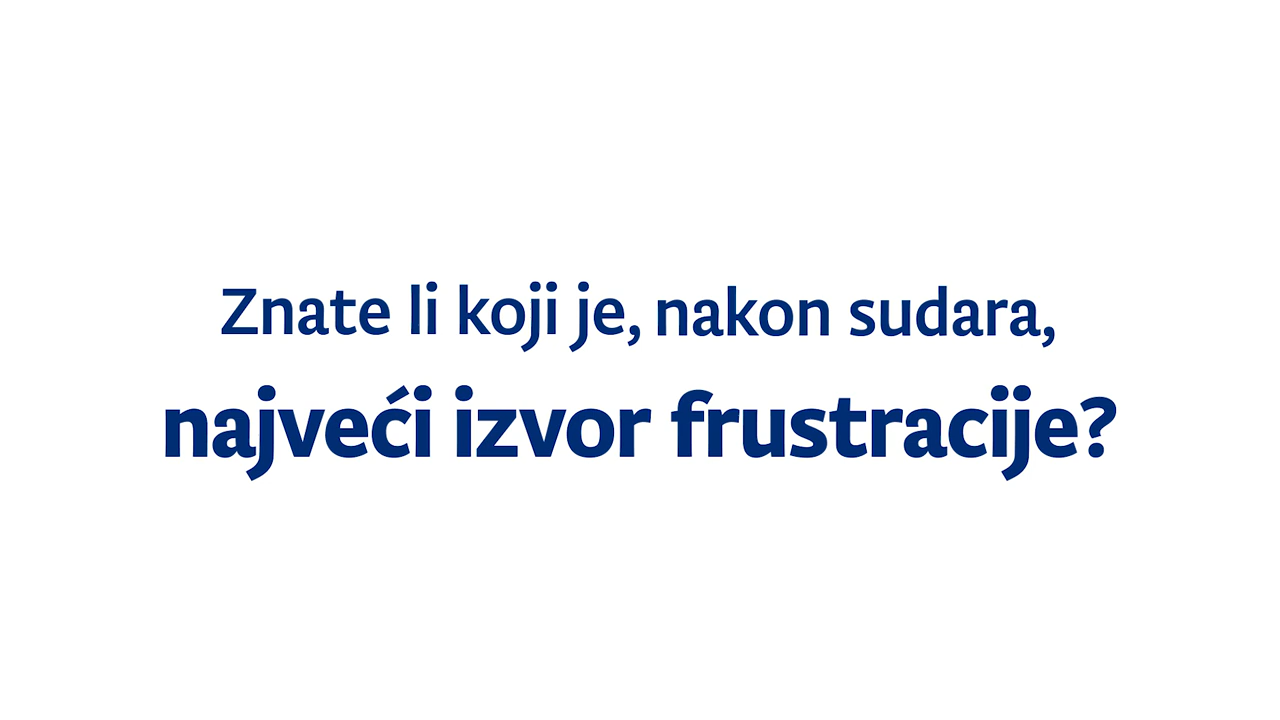 Znate li koji je, nakon sudara,
najveći izvor frustracije?